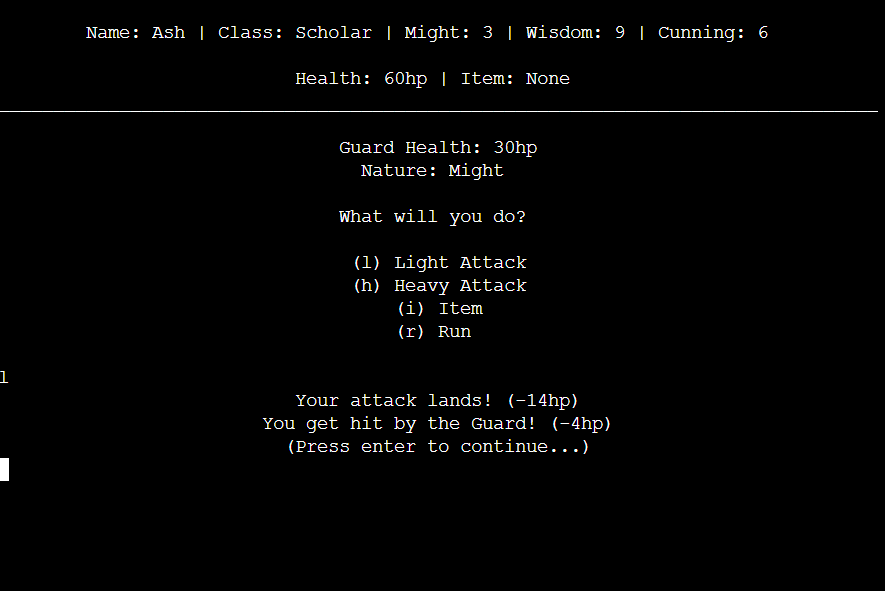 Name: Ash | Class: Scholar | Might: 3 | Wisdom: 9 | Cunning: 6
Health: 60hp | Item: None
Guard Health: 30hp
Nature: Might
What will you do?
(l) Light Attack
(h) Heavy Attack
(i) Item
(r) Run
l
Your attack lands! (-14hp)
You get hit by the Guard! (-4hp)
(Press enter to continue...)